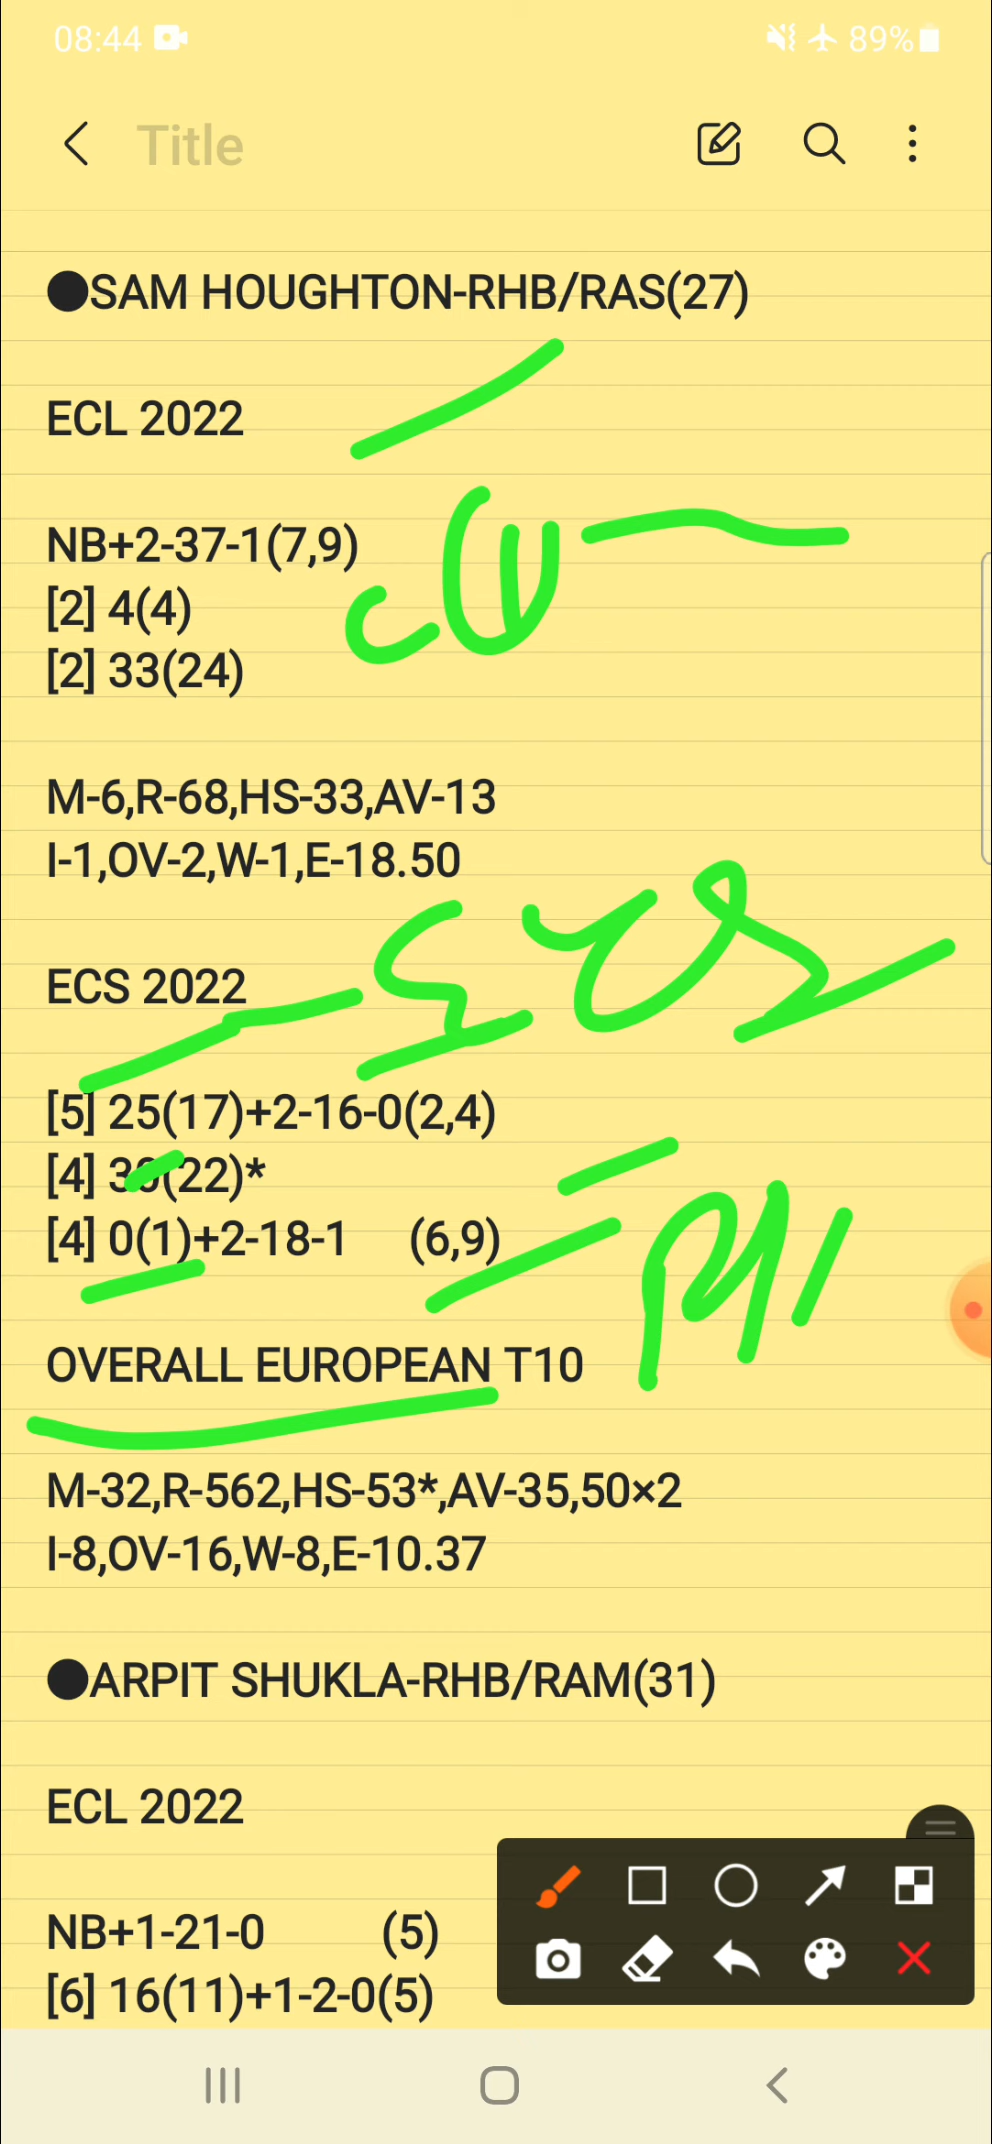 08:44 89%
Title
●SAM HOUGHTON-RHB/RAS(27)
ECL 2022
NB+2-37-1(7,9)
[2] 4(4)
[2] 33(24)
M-6,R-68,HS-33,AV-13
I-1,OV-2,W-1,E-18.50
ECS 2022
[5] 25(17)+2-16-0(2,4)
[4] 30(22)*
[4] 0(1)+2-18-1 (6,9)
OVERALL EUROPEAN T10
M-32,R-562,HS-53*,AV-35,50×2
I-8,OV-16,W-8,E-10.37
●ARPIT SHUKLA-RHB/RAM(31)
ECL 2022
NB+1-21-0 (5)
[6] 16(11)+1-2-0(5)